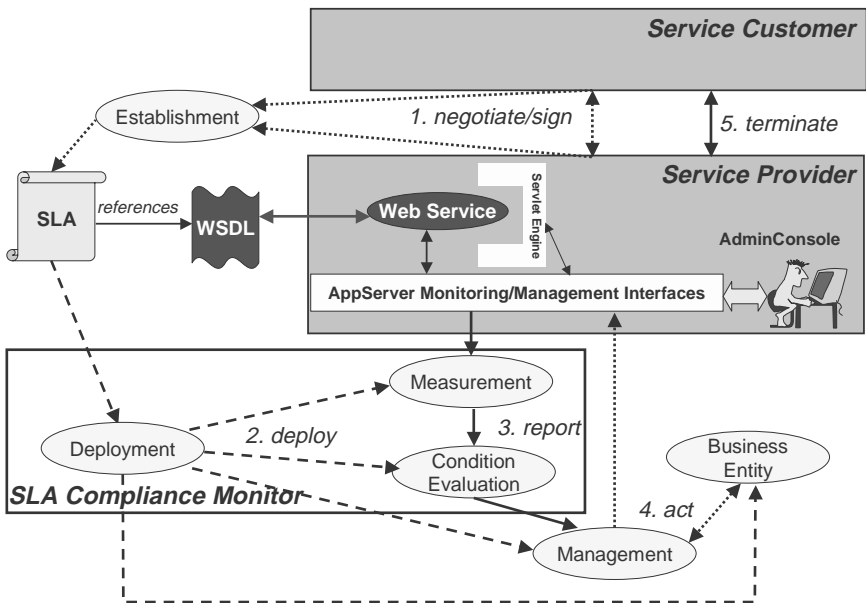 Service Customer
1. negotiate/sign
5. terminate
Establishment
Service Provider
SLA
references
WSDL
Web Service
Servlet Engine
AdminConsole
AppServer Monitoring/Management Interfaces
Measurement
2. deploy
3. report
Deployment
Condition
Evaluation
Business
Entity
SLA Compliance Monitor
4. act
Management